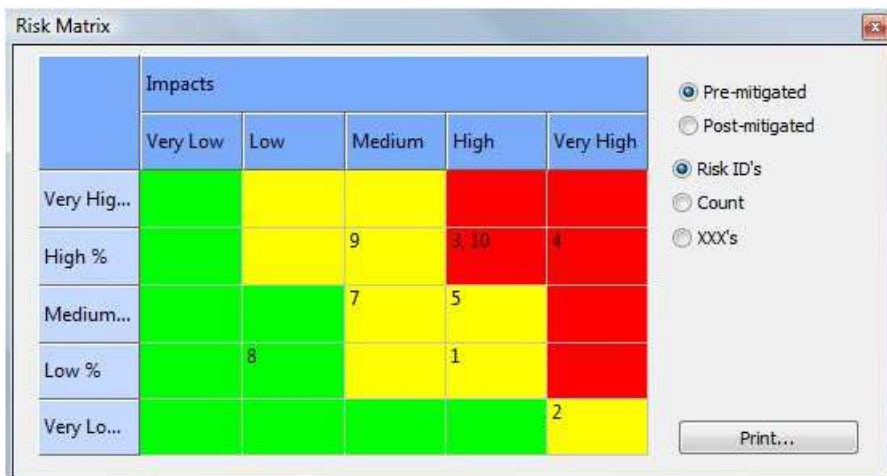 Risk Matrix
Impacts
Very Low Low Medium High Very High
Very Hig...
High % 9 3, 10 4
Medium... 7 5
Low % 8 1
Very Lo... 2
Pre-mitigated
Post-mitigated
Risk ID's
Count
XXX's
Print...